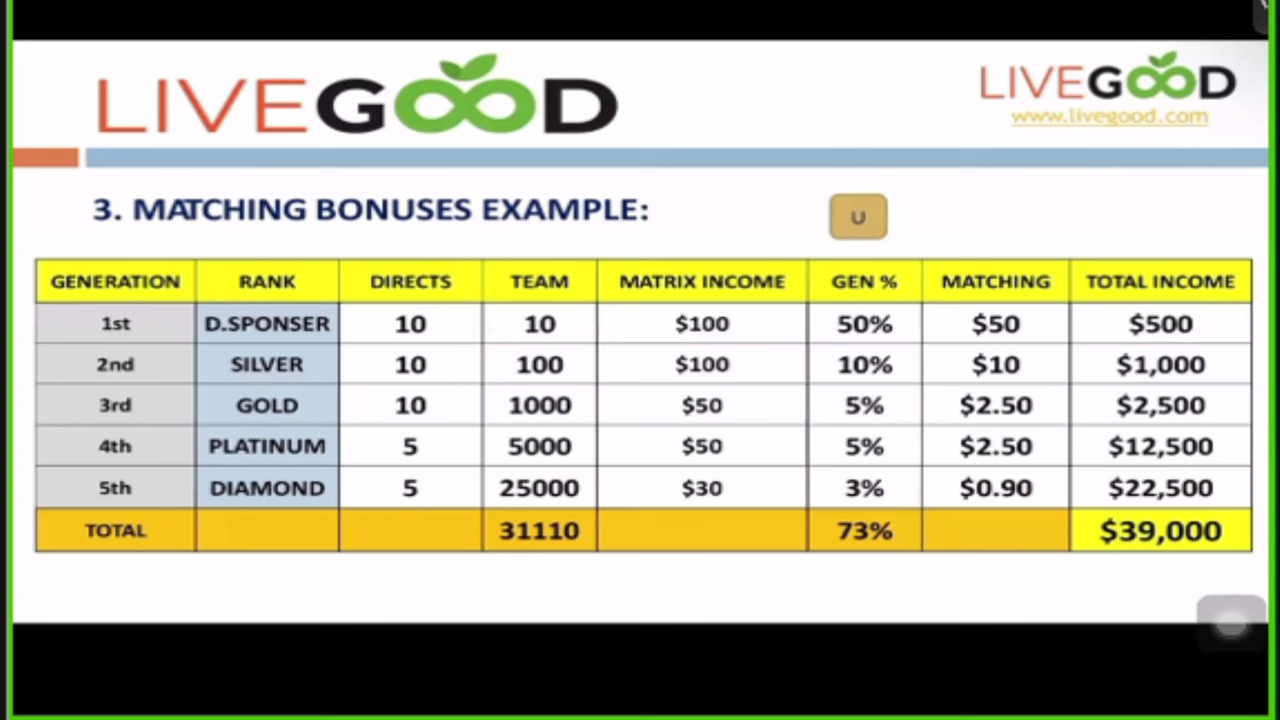 LIVEGOOD
LIVEGOOD
www.livegood.com
3. MATCHING BONUSES EXAMPLE:
U
GENERATION RANK DIRECTS TEAM MATRIX INCOME GEN % MATCHING TOTAL INCOME
1st D.SPONSER 10 10 $100 50% $50 $500
2nd SILVER 10 100 $100 10% $10 $1,000
3rd GOLD 10 1000 $50 5% $2.50 $2,500
4th PLATINUM 5 5000 $50 5% $2.50 $12,500
5th DIAMOND 5 25000 $30 3% $0.90 $22,500
TOTAL 31110 73% $39,000